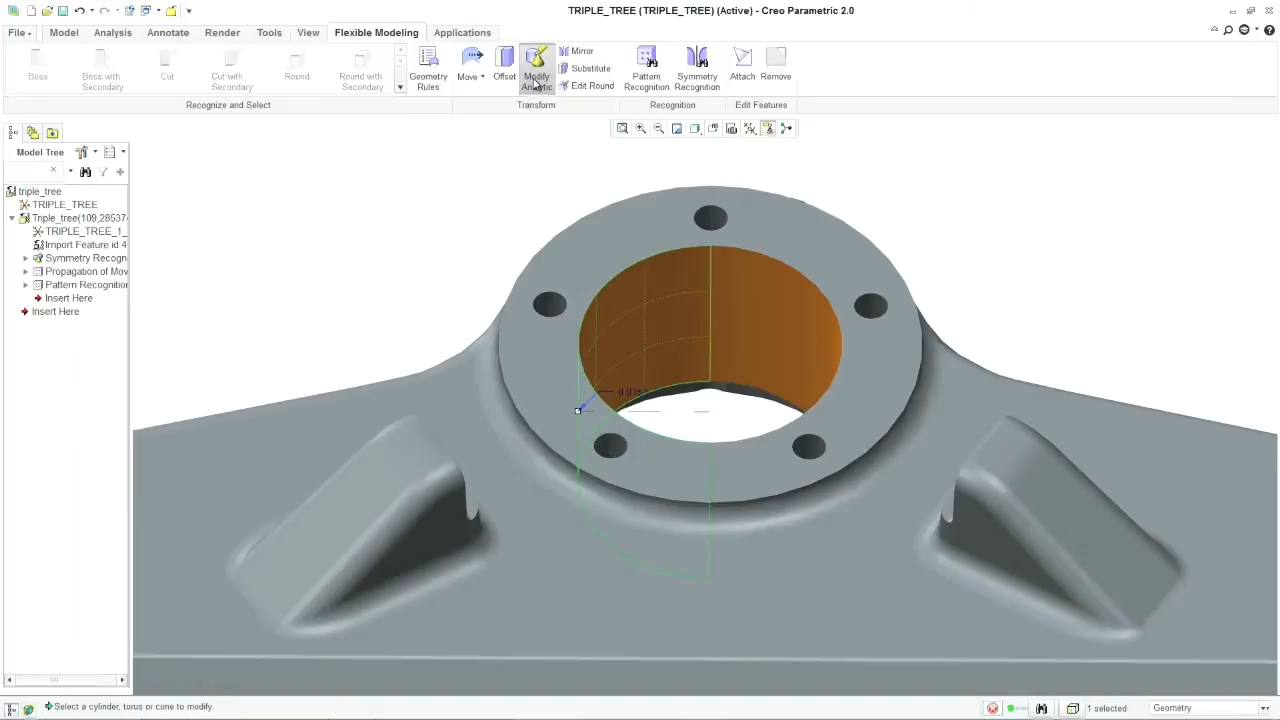 TRIPLE_TREE (TRIPLE_TREE) (Active) - Creo Parametric 2.0
File Model Analysis Annotate Render Tools View Flexible Modeling Applications
Boss
Boss with Secondary
Cut
Cut with Secondary
Round
Round with Secondary
Geometry Rules
Move
Offset
Modify Analytic
Mirror
Substitute
Edit Round
Pattern Recognition
Symmetry Recognition
Attach
Remove
Recognize and Select Transform Recognition Edit Features
Model Tree
triple_tree
TRIPLE_TREE
Triple_tree(109,285374
TRIPLE_TREE_1_
Import Feature id 4
Symmetry Recogn
Propagation of Mov
Pattern Recognition
Insert Here
Insert Here
Select a cylinder, torus or cone to modify.
1 selected
Geometry